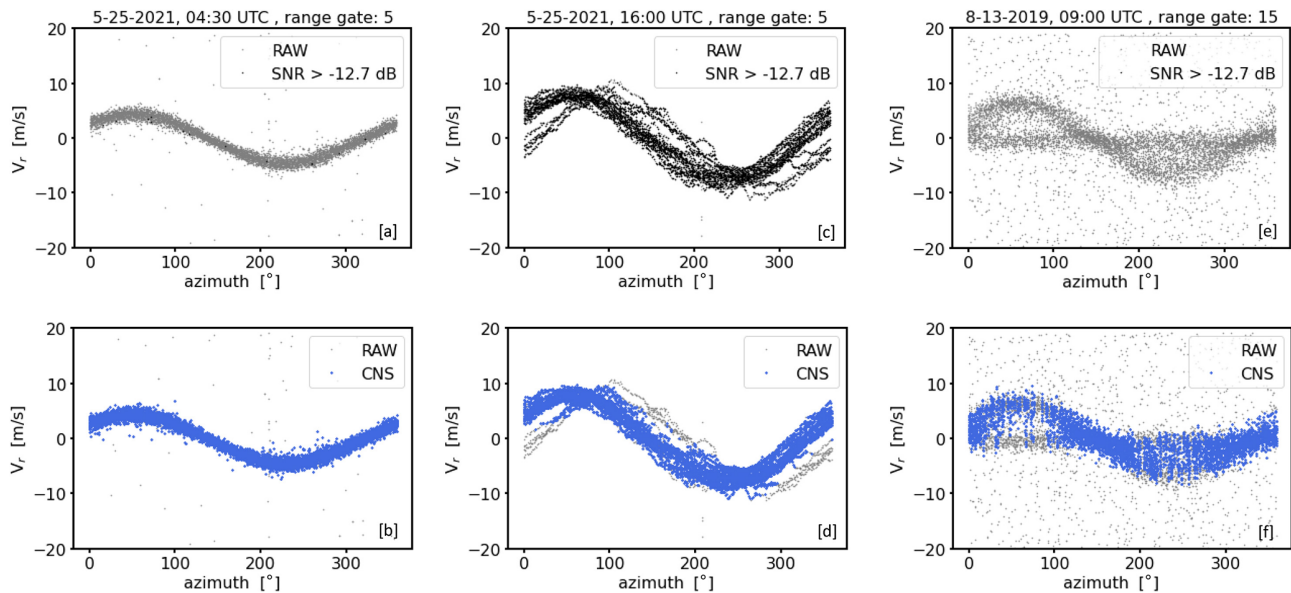 5-25-2021, 04:30 UTC , range gate: 5
20
10
0
−10
−20
V_r [m/s]
RAW
SNR > -12.7 dB
[a]
0 100 200 300
azimuth [˚]
5-25-2021, 16:00 UTC , range gate: 5
20
10
0
−10
−20
V_r [m/s]
RAW
SNR > -12.7 dB
[c]
0 100 200 300
azimuth [˚]
8-13-2019, 09:00 UTC, range gate: 15
20
10
0
−10
−20
V_r [m/s]
RAW
SNR > -12.7 dB
[e]
0 100 200 300
azimuth [˚]
20
10
0
−10
−20
V_r [m/s]
RAW
CNS
[b]
0 100 200 300
azimuth [˚]
20
10
0
−10
−20
V_r [m/s]
RAW
CNS
[d]
0 100 200 300
azimuth [˚]
20
10
0
−10
−20
V_r [m/s]
RAW
CNS
[f]
0 100 200 300
azimuth [˚]